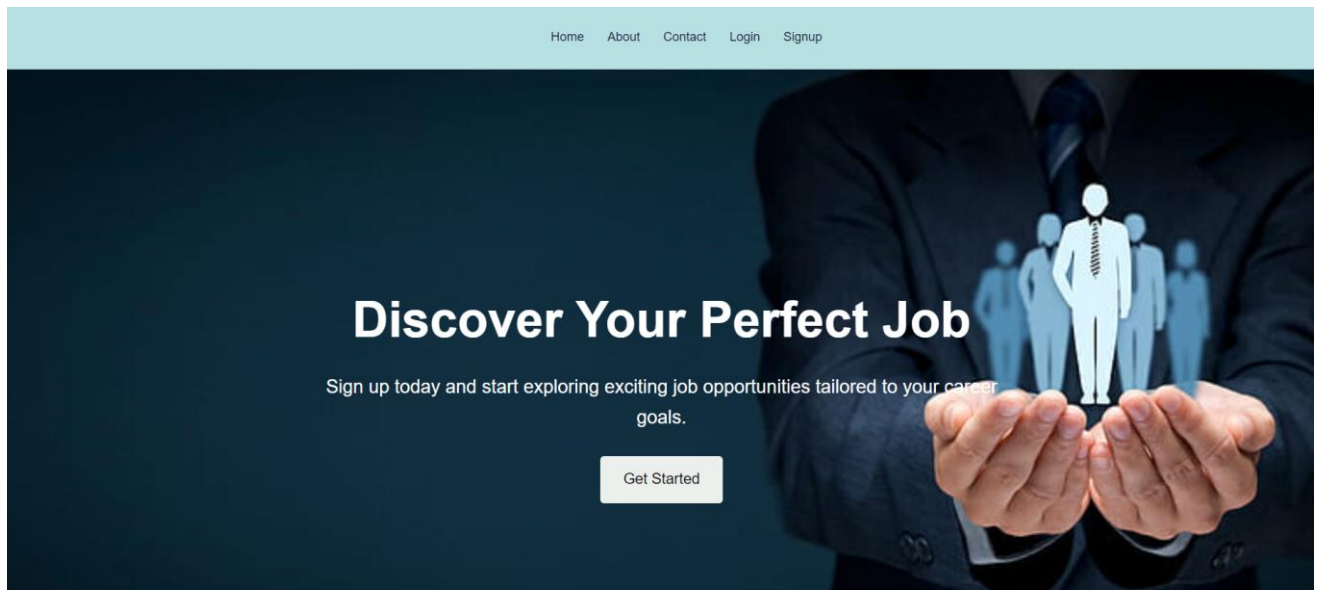 Home About Contact Login Signup
Discover Your Perfect Job
Sign up today and start exploring exciting job opportunities tailored to your career
goals.
Get Started